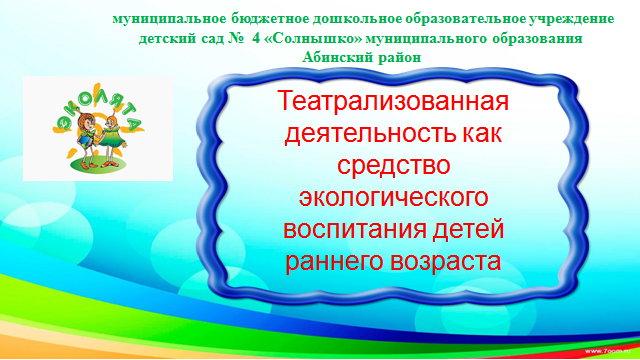 муниципальное бюджетное дошкольное образовательное учреждение
детский сад № 4 «Солнышко» муниципального образования
Абинский район
ЭКОЛЯТА
Театрализованная
деятельность как
средство
экологического
воспитания детей
раннего возраста